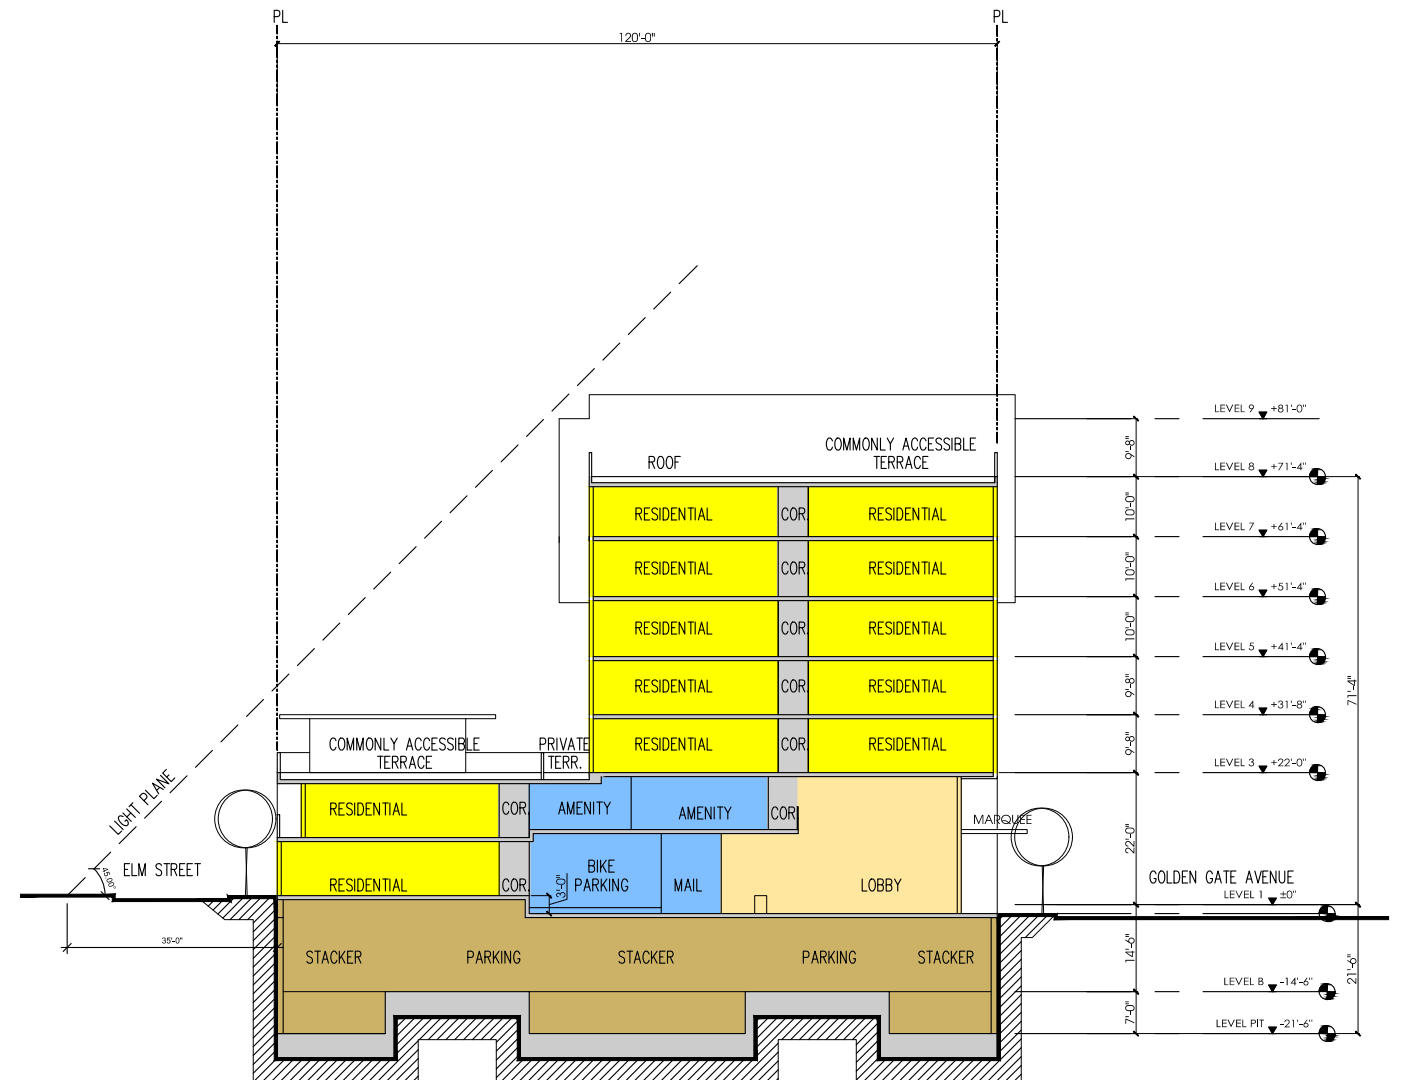 PL
PL
120'-0"
LEVEL 9 +81'-0"
9'-8"
COMMONLY ACCESSIBLE
TERRACE
ROOF
LEVEL 8 +71'-4"
RESIDENTIAL COR. RESIDENTIAL
10'-0"
LEVEL 7 +61'-4"
RESIDENTIAL COR. RESIDENTIAL
10'-0"
LEVEL 6 +51'-4"
RESIDENTIAL COR. RESIDENTIAL
10'-0"
LEVEL 5 +41'-4"
RESIDENTIAL COR. RESIDENTIAL
9'-8"
71'-4"
LEVEL 4 +31'-8"
COMMONLY ACCESSIBLE
TERRACE
PRIVATE
TERR.
RESIDENTIAL COR. RESIDENTIAL
9'-8"
LEVEL 3 +22'-0"
LIGHT PLANE
RESIDENTIAL COR. AMENITY AMENITY COR.
MARQUEE
22'-0"
ELM STREET
45.00°
BIKE
PARKING
RESIDENTIAL COR. 3'-0" MAIL LOBBY
GOLDEN GATE AVENUE
LEVEL 1 ±0"
35'-0"
STACKER PARKING STACKER PARKING STACKER
14'-6"
21'-6"
LEVEL B -14'-6"
7'-0"
LEVEL PIT -21'-6"